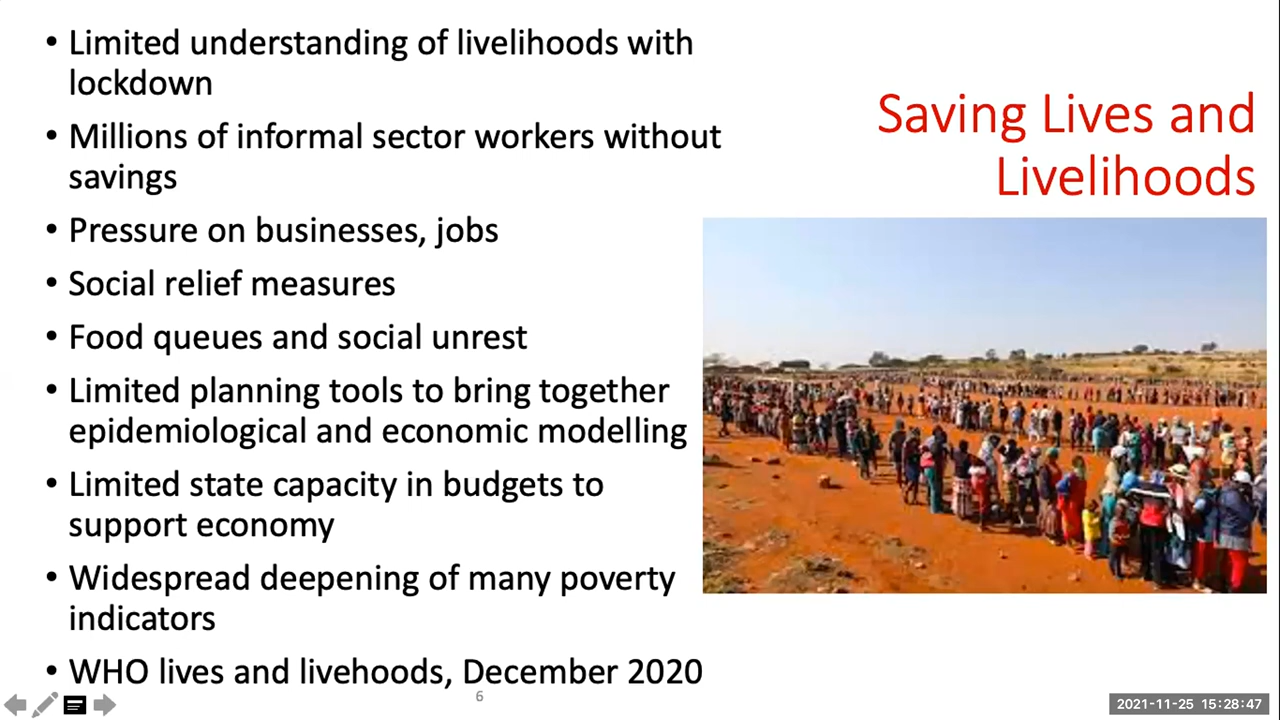 • Limited understanding of livelihoods with
lockdown
• Millions of informal sector workers without
savings
• Pressure on businesses, jobs
• Social relief measures
• Food queues and social unrest
• Limited planning tools to bring together
epidemiological and economic modelling
• Limited state capacity in budgets to
support economy
• Widespread deepening of many poverty
indicators
• WHO lives and livehoods, December 2020
Saving Lives and
Livelihoods
6
2021-11-25 15:28:47